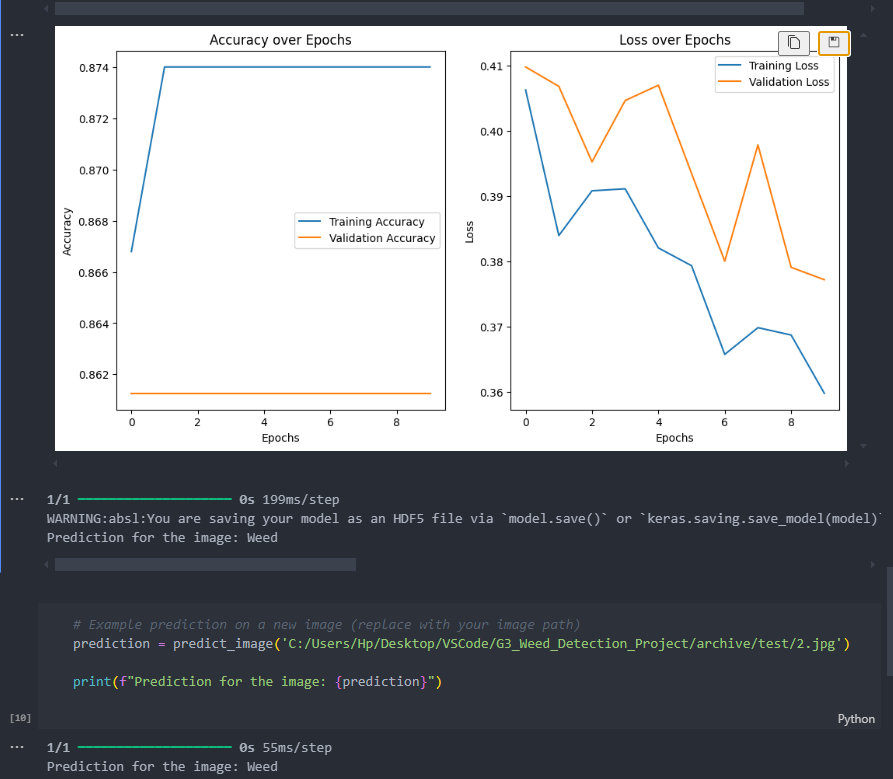 Accuracy over Epochs
0.874
0.872
0.870
0.868
0.866
0.864
0.862
Accuracy
Training Accuracy
Validation Accuracy
0 2 4 6 8
Epochs
Loss over Epochs
0.41
0.40
0.39
0.38
0.37
0.36
Loss
Training Loss
Validation Loss
0 2 4 6 8
Epochs
1/1 0s 199ms/step
WARNING:absl:You are saving your model as an HDF5 file via `model.save()` or `keras.saving.save_model(model)`
Prediction for the image: Weed
# Example prediction on a new image (replace with your image path)
prediction = predict_image('C:/Users/Hp/Desktop/VSCode/G3_Weed_Detection_Project/archive/test/2.jpg')
print(f"Prediction for the image: {prediction}")
[10]
Python
1/1 0s 55ms/step
Prediction for the image: Weed